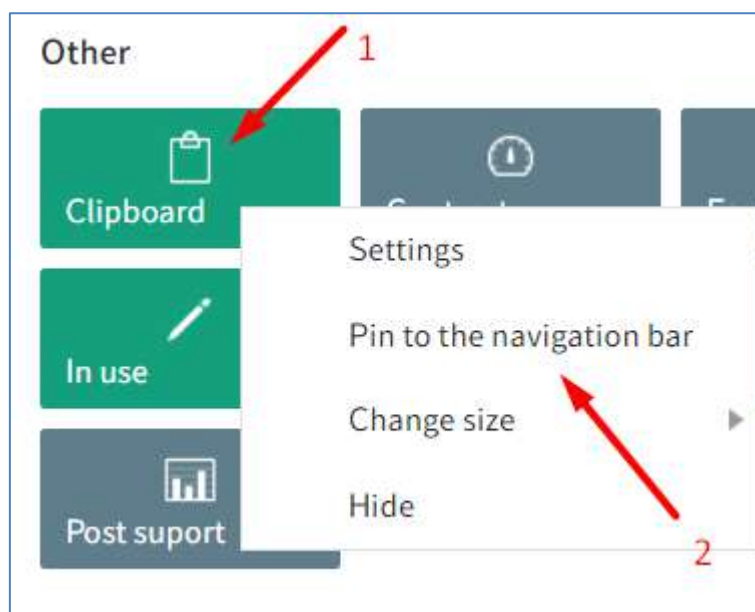 Other
1
Clipboard
Settings
Pin to the navigation bar
In use
Change size
Hide
Post suport
2